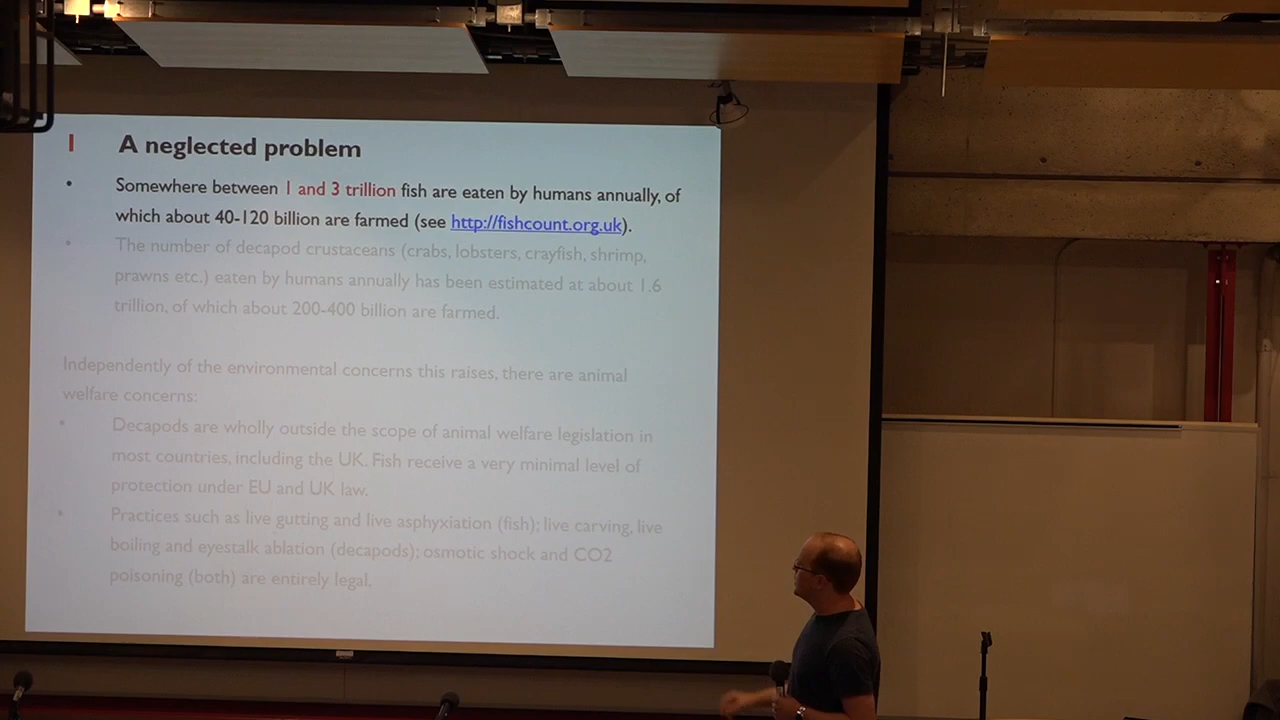 1 A neglected problem
• Somewhere between 1 and 3 trillion fish are eaten by humans annually, of
which about 40-120 billion are farmed (see http://fishcount.org.uk).
• The number of decapod crustaceans (crabs, lobsters, crayfish, shrimp,
prawns etc.) eaten by humans annually has been estimated at about 1.6
trillion, of which about 200-400 billion are farmed.
Independently of the environmental concerns this raises, there are animal
welfare concerns:
• Decapods are wholly outside the scope of animal welfare legislation in
most countries, including the UK. Fish receive a very minimal level of
protection under EU and UK law.
• Practices such as live gutting and live asphyxiation (fish); live carving, live
boiling and eyestalk ablation (decapods); osmotic shock and CO2
poisoning (both) are entirely legal.